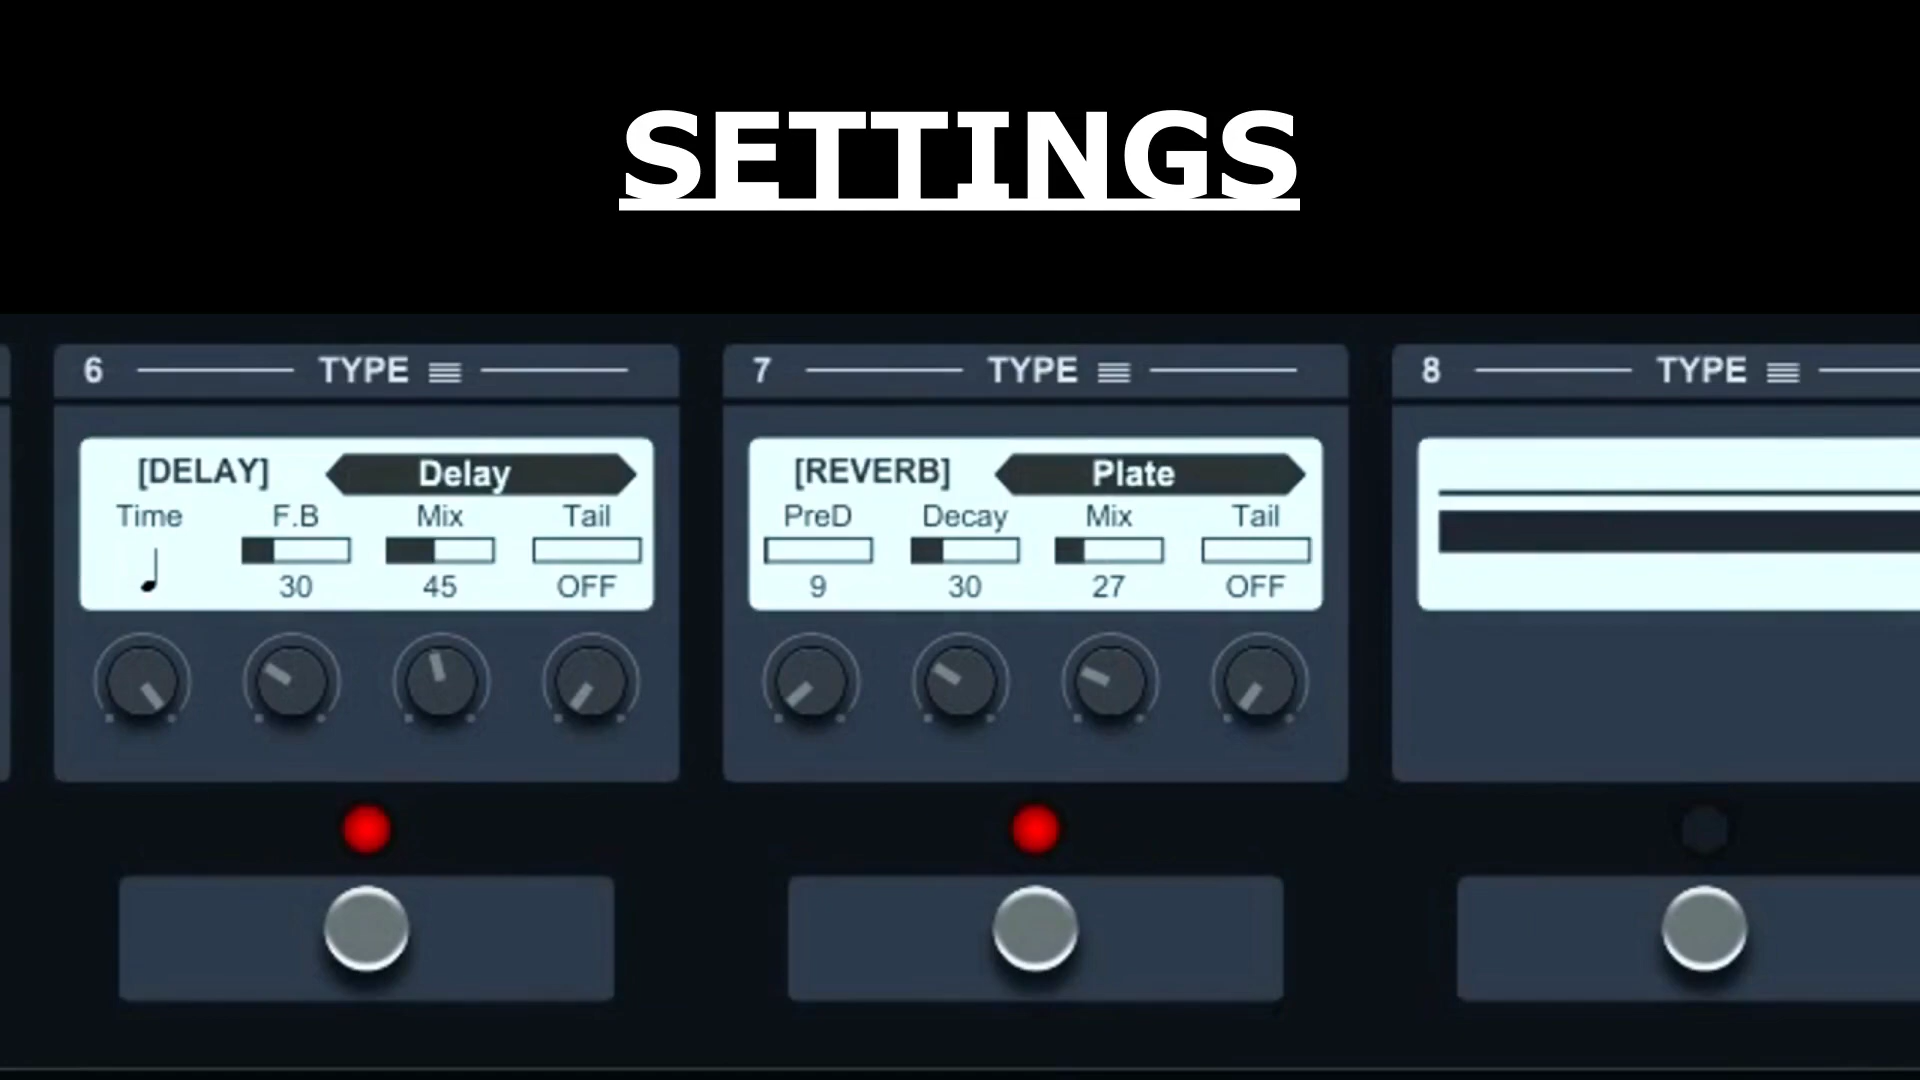 SETTINGS
6 TYPE
[DELAY] Delay
Time F.B Mix Tail
30 45 OFF
7 TYPE
[REVERB] Plate
PreD Decay Mix Tail
9 30 27 OFF
8 TYPE